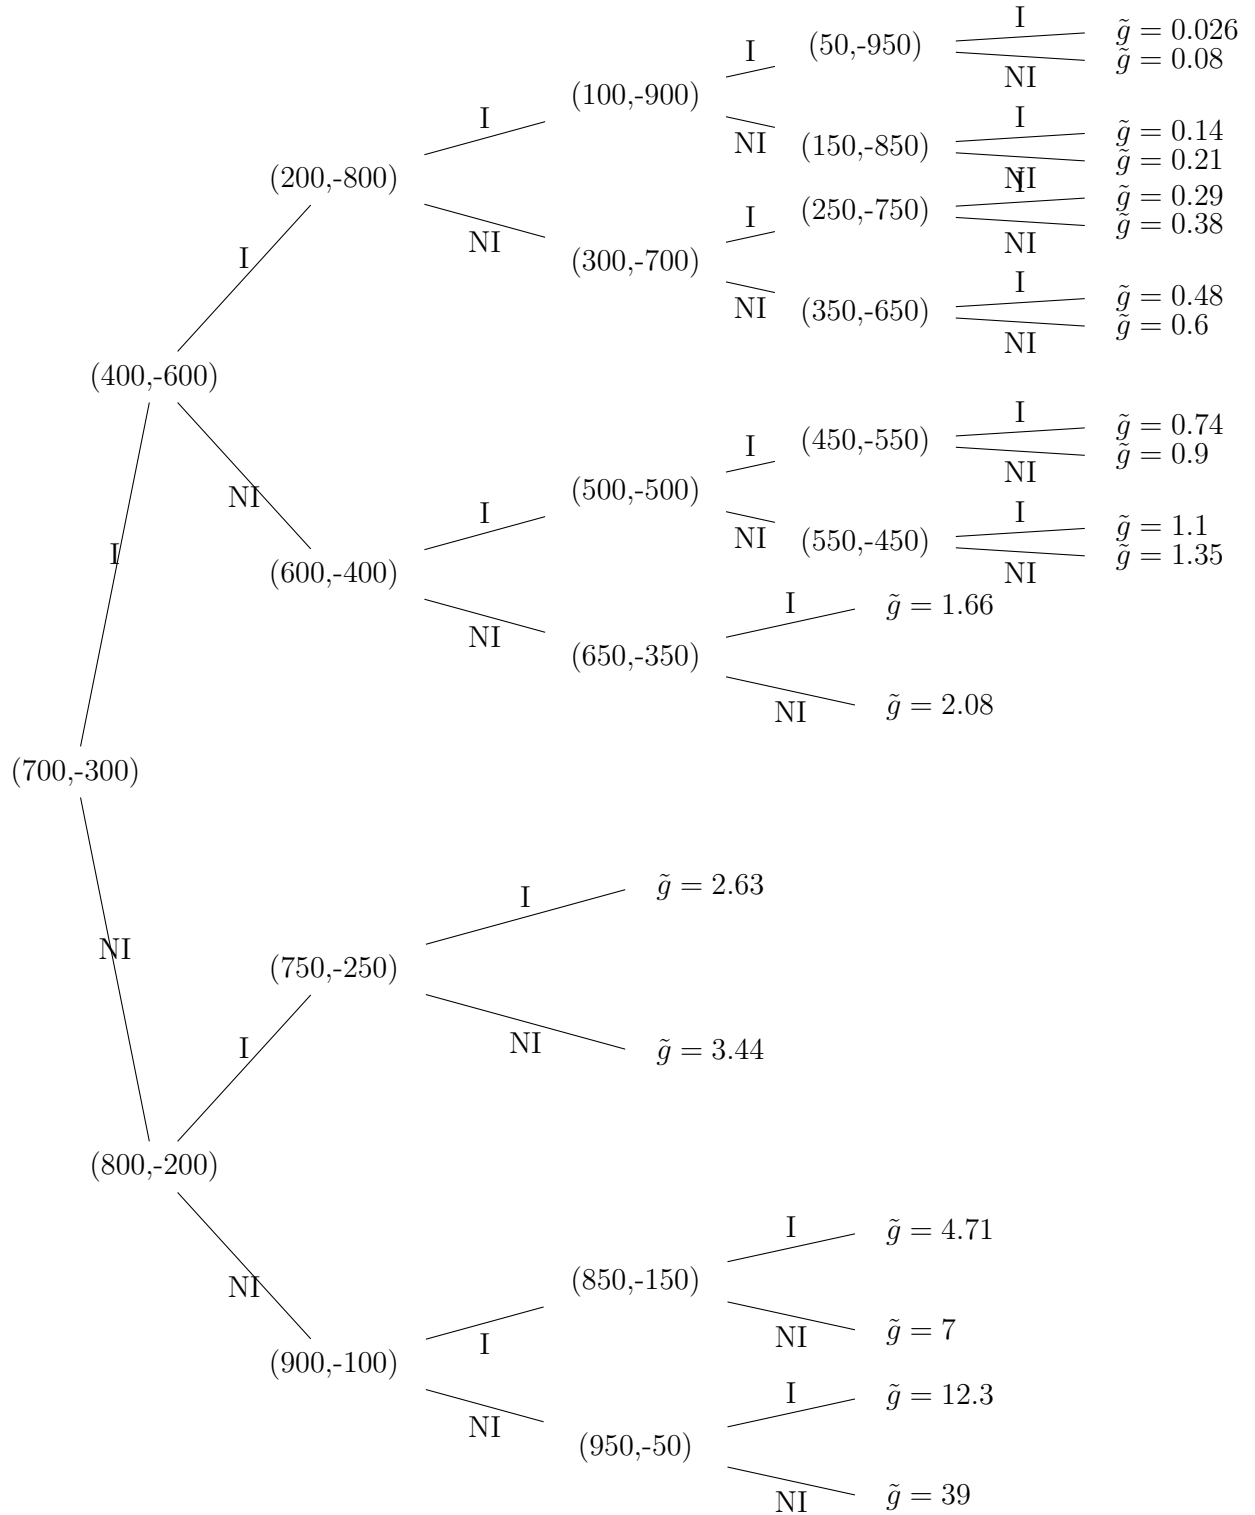 I
(50,-950)
g̃ = 0.026
I
g̃ = 0.08
NI
(100,-900)
I
g̃ = 0.14
I
NI
(150,-850)
g̃ = 0.21
NI
(200,-800)
I
g̃ = 0.29
I
(250,-750)
g̃ = 0.38
NI
NI
I
(300,-700)
I
g̃ = 0.48
NI
(350,-650)
g̃ = 0.6
NI
(400,-600)
I
g̃ = 0.74
I
(450,-550)
g̃ = 0.9
NI
NI
(500,-500)
I
I
g̃ = 1.1
NI
(550,-450)
g̃ = 1.35
I
(600,-400)
NI
I
g̃ = 1.66
NI
(650,-350)
g̃ = 2.08
NI
(700,-300)
I
g̃ = 2.63
NI
(750,-250)
NI
g̃ = 3.44
I
(800,-200)
I
g̃ = 4.71
NI
(850,-150)
I
NI
g̃ = 7
(900,-100)
I
g̃ = 12.3
NI
(950,-50)
NI
g̃ = 39